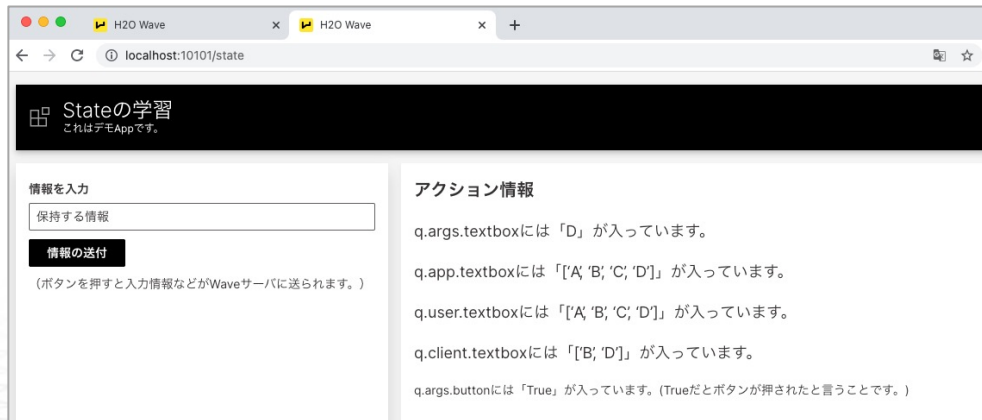 H2O Wave
H2O Wave
localhost:10101/state
Stateの学習
これはデモAppです。
情報を入力
保持する情報
情報の送付
（ボタンを押すと入力情報などがWaveサーバに送られます。）
アクション情報
q.args.textboxには「D」が入っています。
q.app.textboxには「[‘A’, ‘B’, ‘C’, ‘D’]」が入っています。
q.user.textboxには「[‘A’, ‘B’, ‘C’, ‘D’]」が入っています。
q.client.textboxには「[‘B’, ‘D’]」が入っています。
q.args.buttonには「True」が入っています。(Trueだとボタンが押されたと言うことです。)